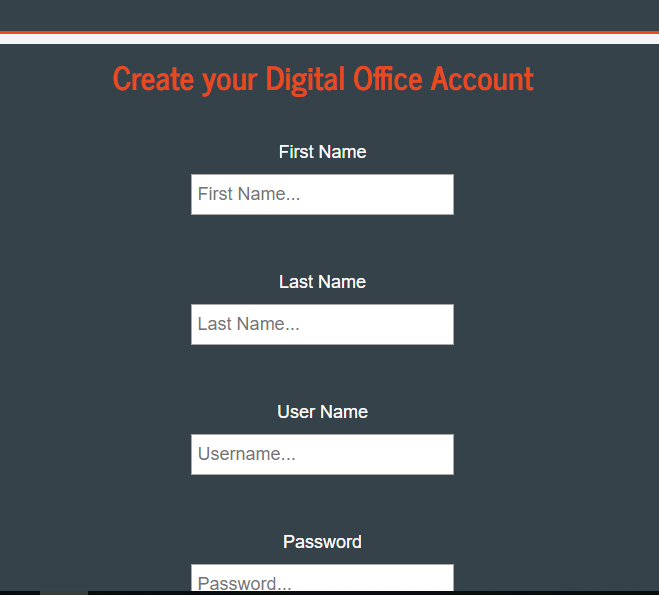 Create your Digital Office Account
First Name
First Name...
Last Name
Last Name...
User Name
Username...
Password
Password...